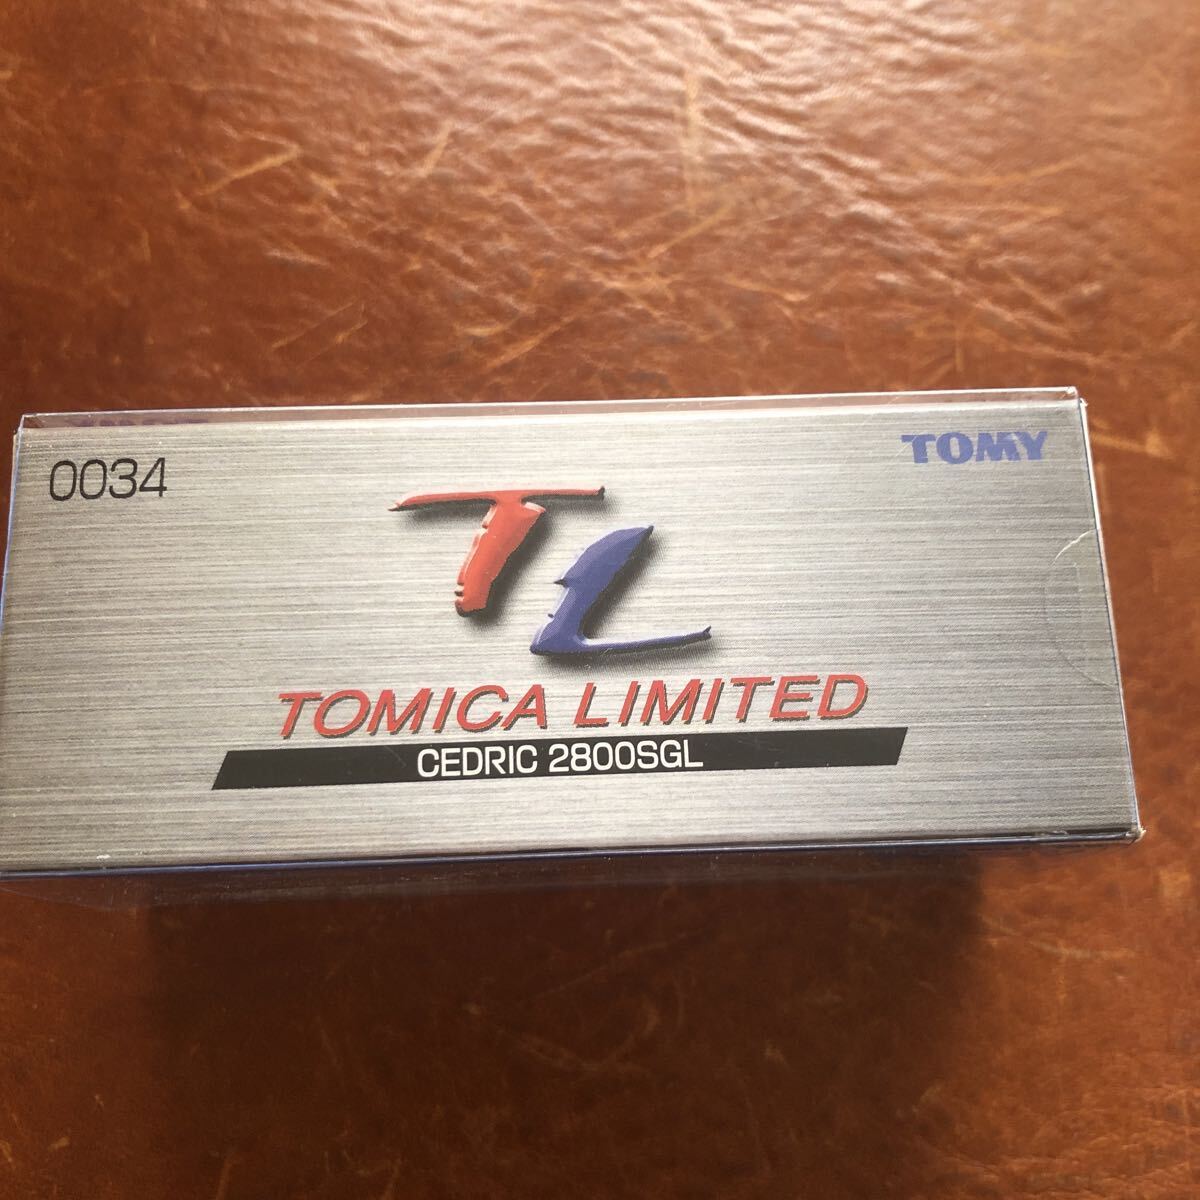 0034
TOMY
TL
TOMICA LIMITED
CEDRIC 2800SGL